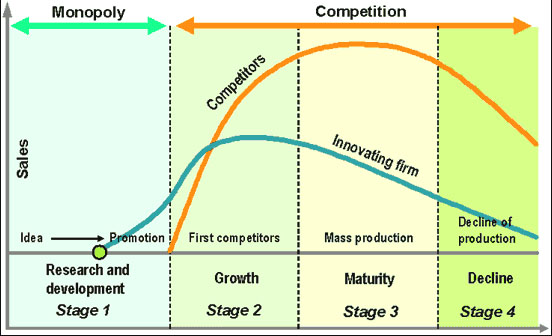 Monopoly
Competition
Sales
Competitors
Innovating firm
Idea
Promotion
First competitors
Mass production
Decline of
production
Research and
development
Stage 1
Growth
Stage 2
Maturity
Stage 3
Decline
Stage 4